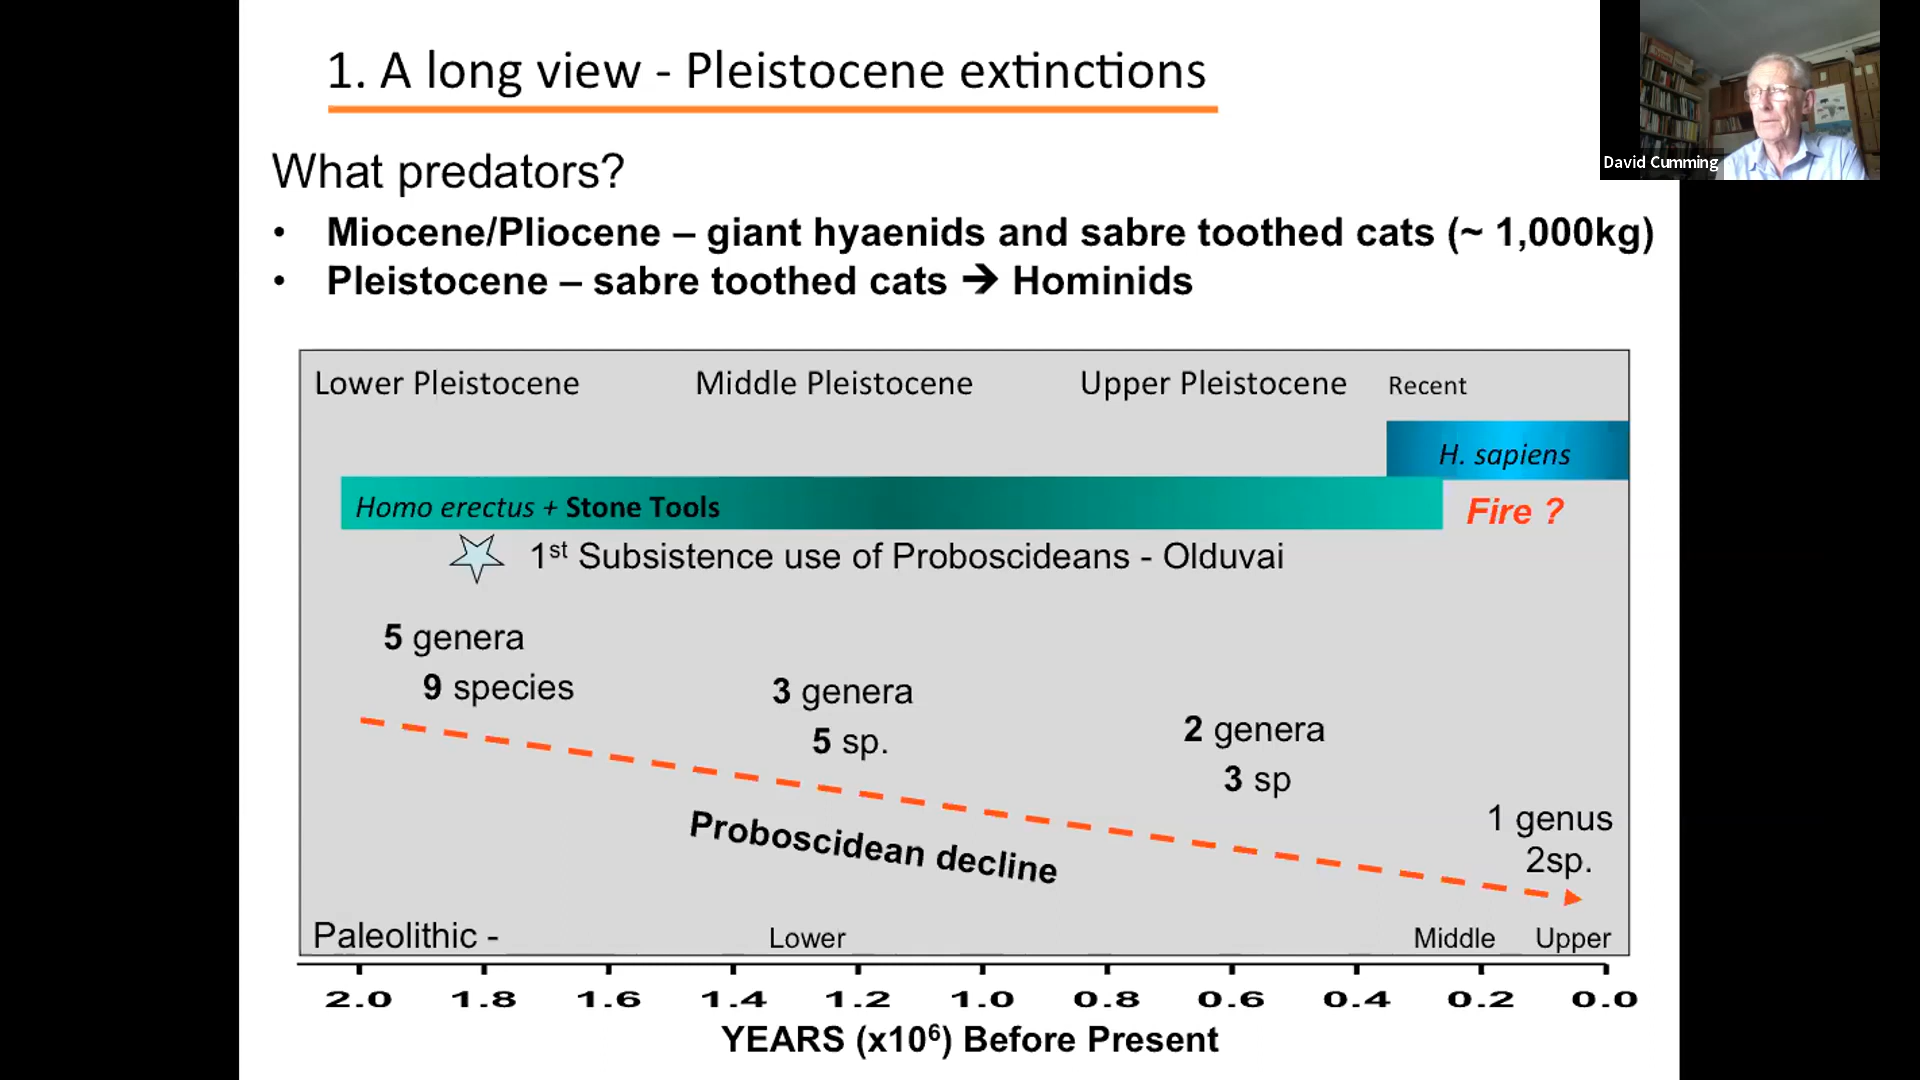 1. A long view - Pleistocene extinctions
David Cumming
What predators?
• Miocene/Pliocene – giant hyaenids and sabre toothed cats (~ 1,000kg)
• Pleistocene – sabre toothed cats ➔ Hominids
Lower Pleistocene Middle Pleistocene Upper Pleistocene Recent
H. sapiens
Homo erectus + Stone Tools
Fire ?
1st Subsistence use of Proboscideans - Olduvai
5 genera
9 species
3 genera
5 sp.
2 genera
3 sp
1 genus
2sp.
Proboscidean decline
Paleolithic - Lower Middle Upper
2.0 1.8 1.6 1.4 1.2 1.0 0.8 0.6 0.4 0.2 0.0
YEARS (x10⁶) Before Present